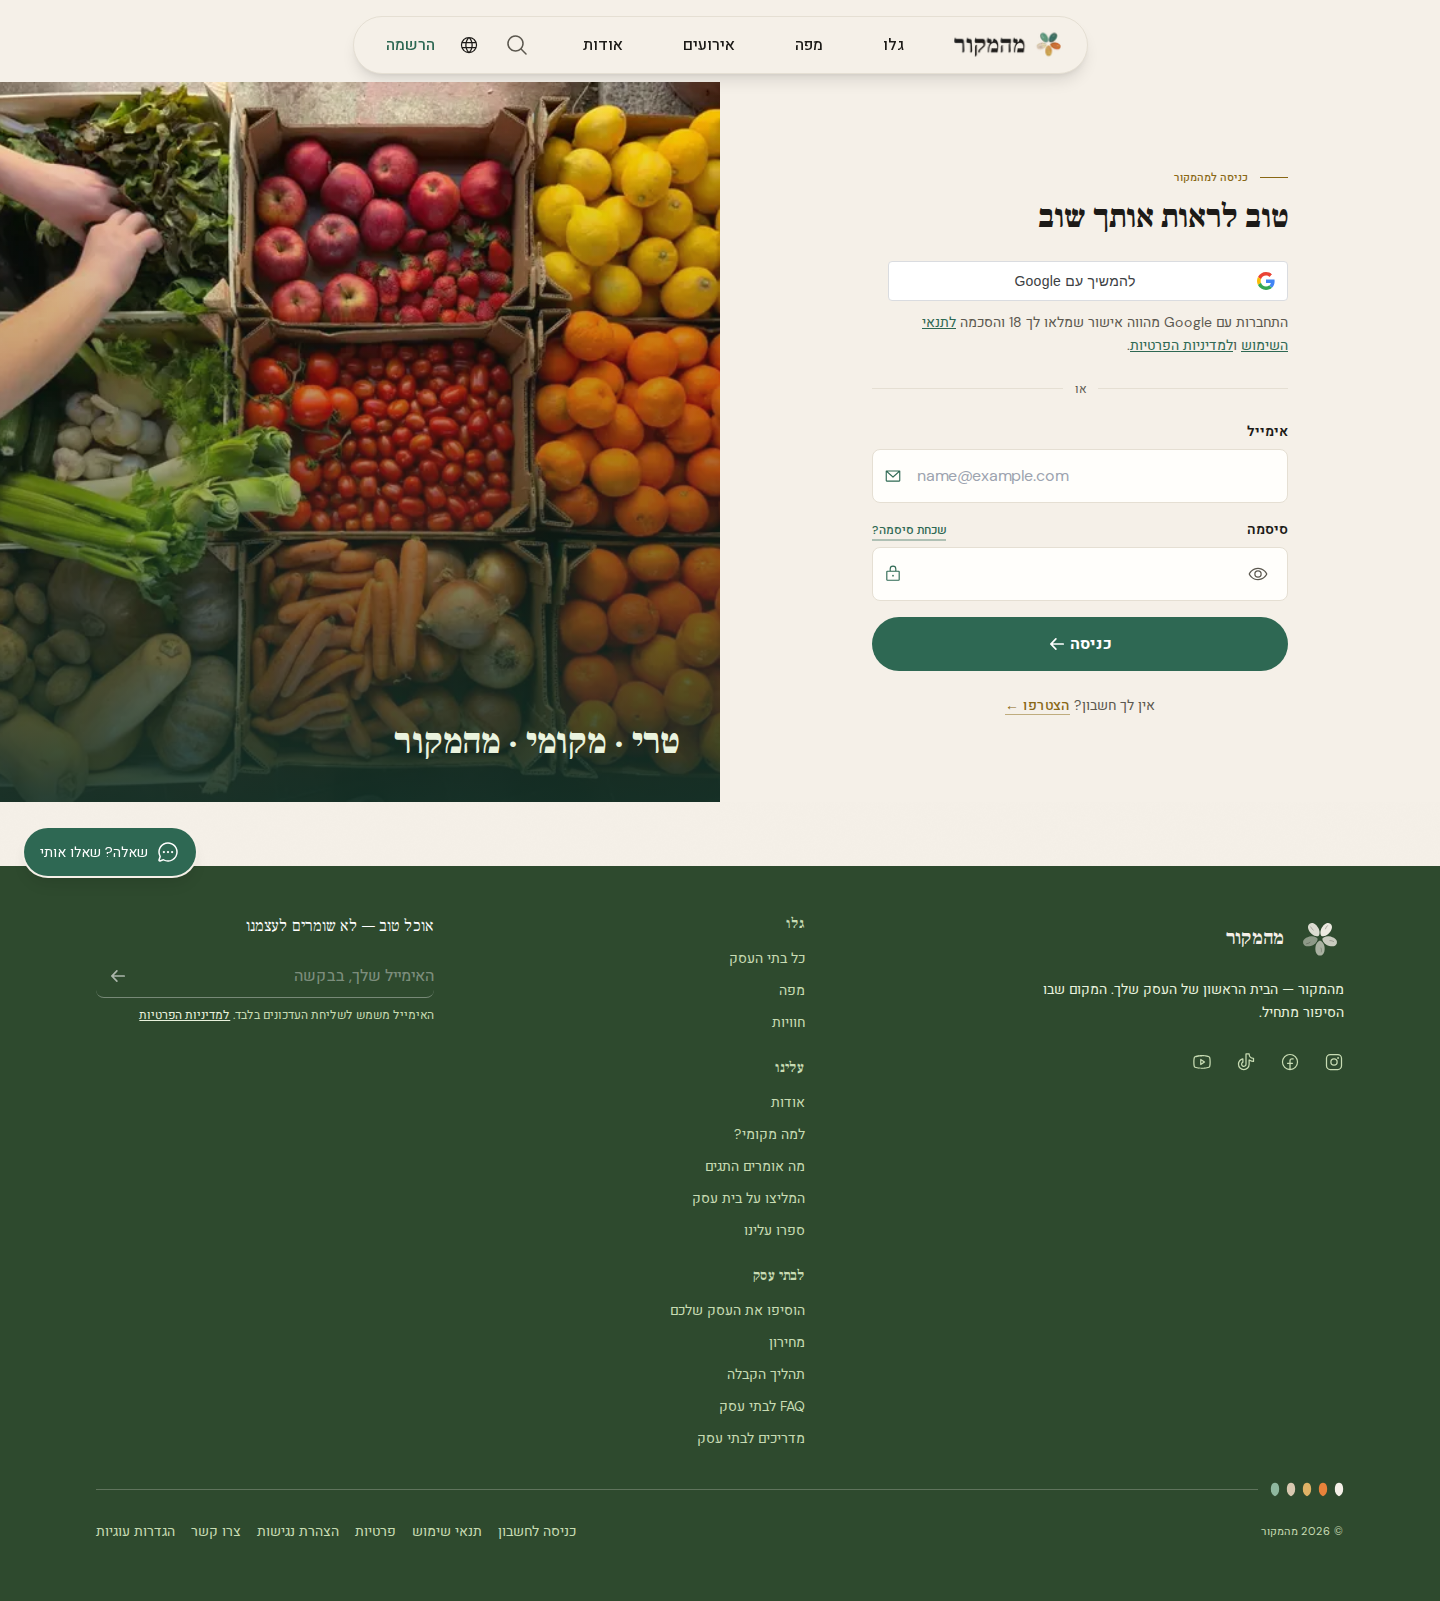 מהמקור
גלו
מפה
אירועים
אודות
הרשמה
כניסה למהמקור
טוב לראות אותך שוב
להמשיך עם Google
התחברות עם Google מהווה אישור שמלאו לך 18 והסכמה לתנאי
השימוש ולמדיניות הפרטיות.
או
אימייל
name@example.com
סיסמה
שכחת סיסמה?
כניסה ←
אין לך חשבון? הצטרפו ←
טרי · מקומי · מהמקור
שאלה? שאלו אותי
מהמקור
מהמקור — הבית הראשון של העסק שלך. המקום שבו
הסיפור מתחיל.
גלו
כל בתי העסק
מפה
חוויות
עלינו
אודות
למה מקומי?
מה אומרים התגים
המליצו על בית עסק
ספרו עלינו
לבתי עסק
הוסיפו את העסק שלכם
מחירון
תהליך הקבלה
FAQ לבתי עסק
מדריכים לבתי עסק
אוכל טוב — לא שומרים לעצמנו
האימייל שלך, בבקשה
האימייל משמש לשליחת העדכונים בלבד. למדיניות הפרטיות
© 2026 מהמקור
כניסה לחשבון
תנאי שימוש
פרטיות
הצהרת נגישות
צרו קשר
הגדרות עוגיות